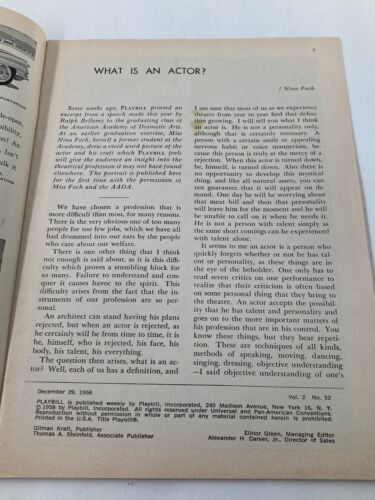 WHAT IS AN ACTOR?
/ Nina Foch
Some weeks ago, PLAYBILL printed an
excerpt from a speech made this year by
Ralph Bellamy to the graduating class of
the American Academy of Dramatic Arts.
At an earlier graduation exercise, Miss
Nina Foch, herself a former student at the
Academy, drew a vivid word picture of the
actor and his craft which PLAYBILL feels
will give the audience an insight into its
theatrical profession it may not have found
elsewhere. The portrait is published here
for the first time with the permission of
Miss Foch and the AADA.
We have chosen a profession that is
more difficult than most, for many reasons.
There is the very obvious one of too many
people for too few jobs, which we have all
had drummed into our ears by the people
who care about our welfare.
There is one other thing that I think
not enough is said about, as it is this diffi-
culty which proves a stumbling block for
so many. Failure to understand and con-
quer it causes havoc to the spirit. This
difficulty arises from the fact that the in-
struments of our profession are so per-
sonal.
An architect can stand having his plans
rejected, but when an actor is rejected, as
he certainly will be from time to time, it is
he, himself, who is rejected, his face, his
body, his talent, his everything.
The question then arises, what is an ac-
tor? Well, each of us has a definition, and
I am sure that most of us as we experience
theatre from year to year find that defini-
tion growing. I will tell you what I think
an actor is. He is not a personality only,
although that is certainly necessary. A
person with a certain smile or appealing
nervous habit or voice mannerism, be-
cause this person is truly at the mercy of a
rejection. When this actor is turned down,
he, himself, is turned down. Also there is
no opportunity to develop this mystical
thing, and like all natural assets, you can
not guarantee that it will appear on de-
mand. One day he will be worrying about
that meat bill and then that personality
will leave him for the moment and he will
be unable to call on it when he needs it.
He is not a person with talent simply as
the same short comings can be experienced
with talent alone.
It seems to me an actor is a person who
quickly forgets whether or not he has tal-
ent or personality, as these things are in
the eye of the beholder. One only has to
read seven critics on one performance to
realize that their criticism is often based
on some personal thing that they bring to
the theatre. An actor accepts the possibil-
ity that he has talent and personality and
goes on to the more important matters of
his profession that are in his control. You
know these things, but they bear repeti-
tion. These are techniques of all kinds,
methods of speaking, moving, dancing,
singing, dressing, objective understanding
—I said objective understanding of one's
December 29, 1958
Vol. 2 No. 52
PLAYBILL is published weekly by Playbill, Incorporated, 240 Madison Avenue, New York 16, N. Y.
©1958 by Playbill, Incorporated. All rights reserved under Universal and Pan-American Conventions.
Reproduction without permission in whole or part of any material contained herein is prohibited.
Printed in the U.S.A. Title Playbill®.
Gilman Kraft, Publisher
Thomas A. Steinfeld, Associate Publisher
Elinor Green, Managing Editor
Alexander H. Carver, Jr., Director of Sales